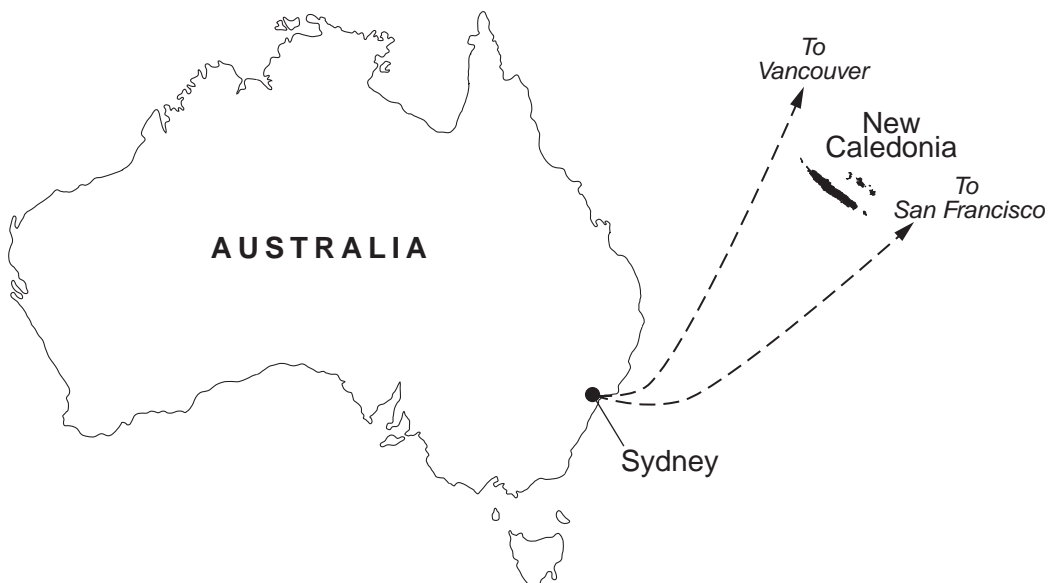 To
Vancouver
New
Caledonia
To
San Francisco
AUSTRALIA
Sydney